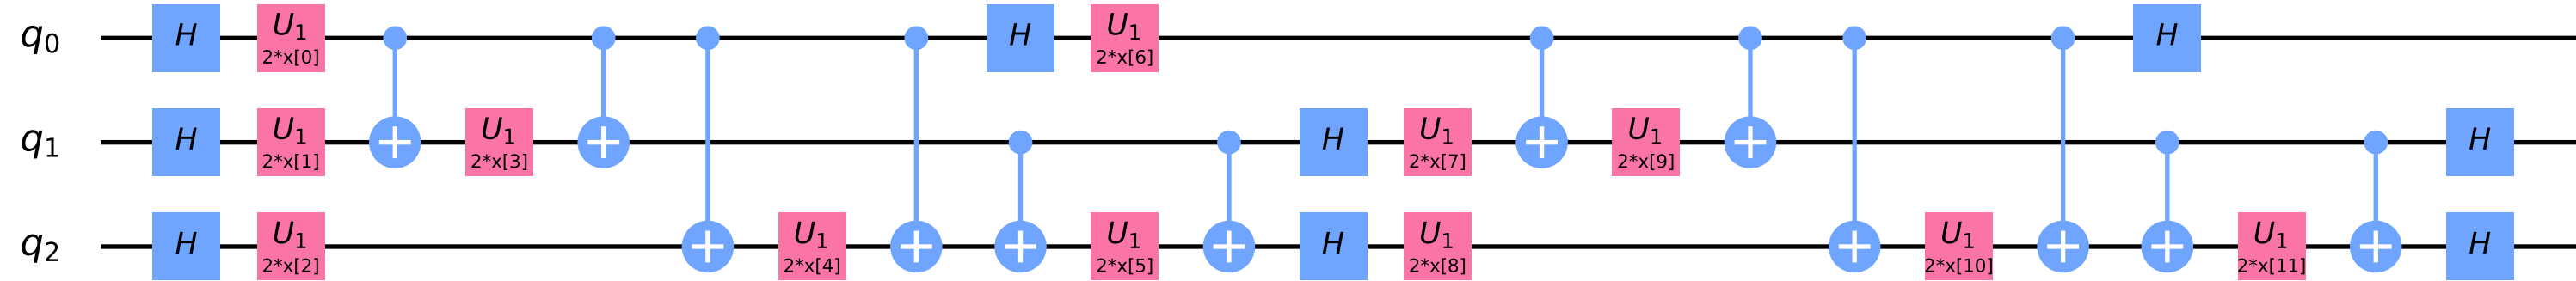 q0 H U1 2*x[0] H U1 2*x[6] H
q1 H U1 2*x[1] U1 2*x[3] H U1 2*x[7] U1 2*x[9] H
q2 H U1 2*x[2] U1 2*x[4] U1 2*x[5] H U1 2*x[8] U1 2*x[10] U1 2*x[11] H